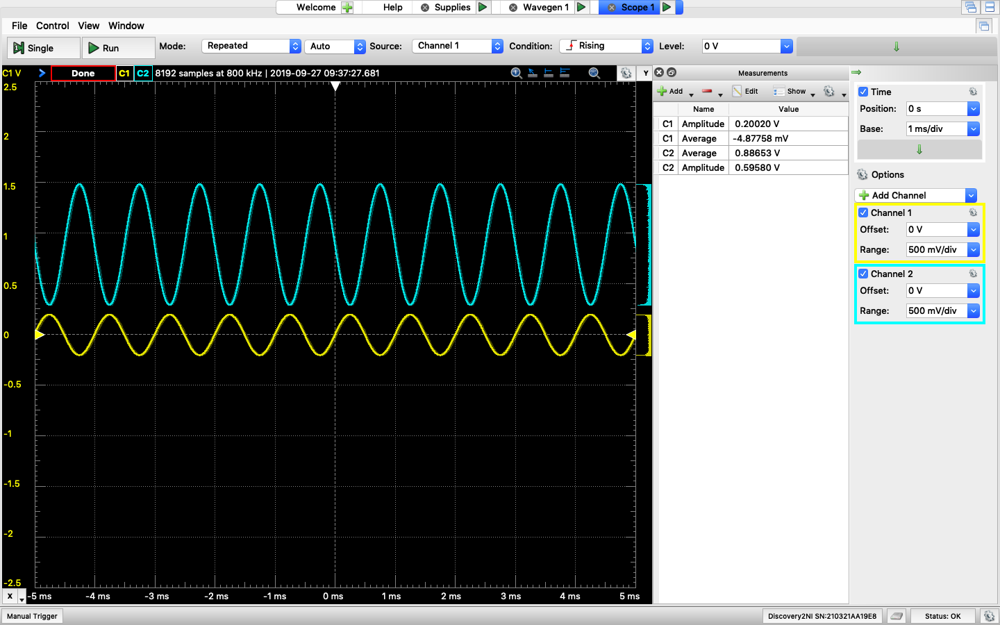 Welcome Help Supplies Wavegen 1 Scope 1
File Control View Window
Single Run Mode: Repeated Auto Source: Channel 1 Condition: Rising Level: 0 V
C1 V Done C1 C2 8192 samples at 800 kHz | 2019-09-27 09:37:27.681 Y
2.5
2
1.5
1
0.5
0
-0.5
-1
-1.5
-2
-2.5
X -5 ms -4 ms -3 ms -2 ms -1 ms 0 ms 1 ms 2 ms 3 ms 4 ms 5 ms
Measurements
Add Edit Show
Name Value
C1 Amplitude 0.20020 V
C1 Average -4.87758 mV
C2 Average 0.88653 V
C2 Amplitude 0.59580 V
Time
Position: 0 s
Base: 1 ms/div
Options
Add Channel
Channel 1
Offset: 0 V
Range: 500 mV/div
Channel 2
Offset: 0 V
Range: 500 mV/div
Manual Trigger Discovery2NI SN:210321AA19E8 Status: OK